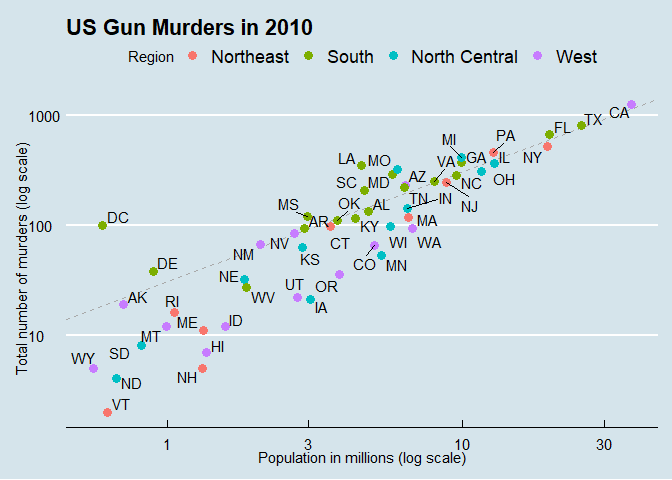 US Gun Murders in 2010
Region Northeast South North Central West
Total number of murders (log scale)
1000
100
10
CA
TX
FL
PA
NY
MI
GA IL
OH
VA
LA MO
SC MD
AZ
NC
NJ
TN IN
MS
OK AL
DC
AR
KY
MA
WA
WI
CT
NV
NM
KS
CO MN
DE
NE
WV
OR
UT
IA
AK
RI
ME
ID
MT
SD
HI
WY
ND
NH
VT
1 3 10 30
Population in millions (log scale)